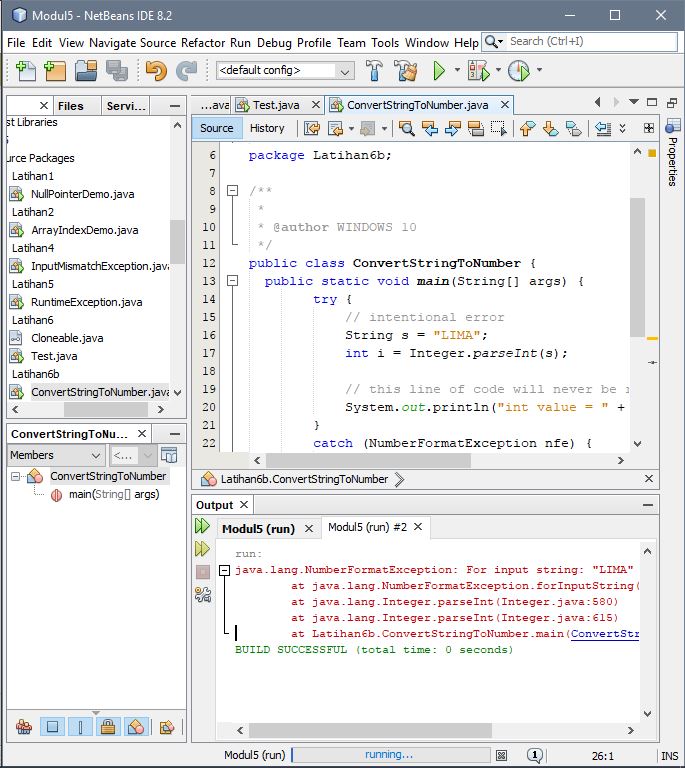 Modul5 - NetBeans IDE 8.2
File Edit View Navigate Source Refactor Run Debug Profile Team Tools Window Help Search (Ctrl+I)
<default config>
Files Servi...
...ava Test.java ConvertStringToNumber.java
st Libraries
urce Packages
Latihan1
NullPointerDemo.java
Latihan2
ArrayIndexDemo.java
Latihan4
InputMismatchException.java
Latihan5
RuntimeException.java
Latihan6
Cloneable.java
Test.java
Latihan6b
ConvertStringToNumber.java
Source History
6 package Latihan6b;
7
8 /**
9 *
10 * @author WINDOWS 10
11 */
12 public class ConvertStringToNumber {
13 public static void main(String[] args) {
14 try {
15 // intentional error
16 String s = "LIMA";
17 int i = Integer.parseInt(s);
18
19 // this line of code will never be
20 System.out.println("int value = " +
21 }
22 catch (NumberFormatException nfe) {
Latihan6b.ConvertStringToNumber
Properties
ConvertStringToNu...
Members <...
ConvertStringToNumber
main(String[] args)
Output
Modul5 (run) Modul5 (run) #2
run:
java.lang.NumberFormatException: For input string: "LIMA"
at java.lang.NumberFormatException.forInputString(
at java.lang.Integer.parseInt(Integer.java:580)
at java.lang.Integer.parseInt(Integer.java:615)
at Latihan6b.ConvertStringToNumber.main(ConvertStr
BUILD SUCCESSFUL (total time: 0 seconds)
Modul5 (run) running... 1 26:1 INS